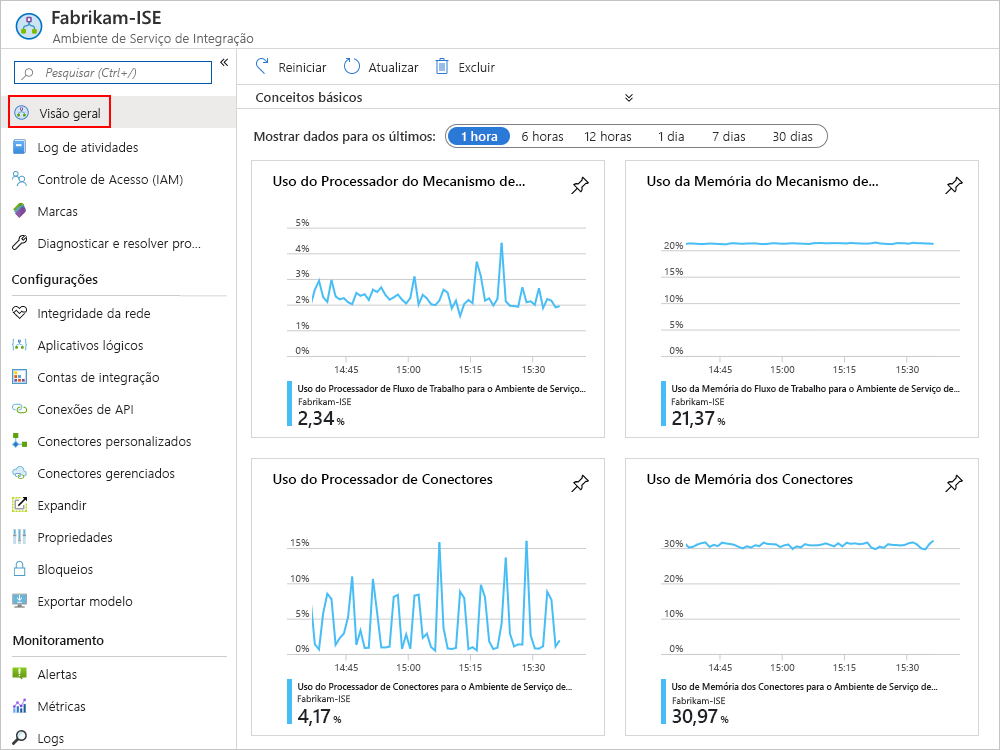 Fabrikam-ISE
Ambiente de Serviço de Integração
Pesquisar (Ctrl+/)
«
Visão geral
Log de atividades
Controle de Acesso (IAM)
Marcas
Diagnosticar e resolver pro...
Configurações
Integridade da rede
Aplicativos lógicos
Contas de integração
Conexões de API
Conectores personalizados
Conectores gerenciados
Expandir
Propriedades
Bloqueios
Exportar modelo
Monitoramento
Alertas
Métricas
Logs
Reiniciar Atualizar Excluir
Conceitos básicos
Mostrar dados para os últimos: 1 hora 6 horas 12 horas 1 dia 7 dias 30 dias
Uso do Processador do Mecanismo de...
5%
4%
3%
2%
1%
0%
14:45 15:00 15:15 15:30
Uso do Processador de Fluxo de Trabalho para o Ambiente de Serviço...
Fabrikam-ISE
2,34 %
Uso da Memória do Mecanismo de...
20%
15%
10%
5%
0%
14:45 15:00 15:15 15:30
Uso da Memória do Fluxo de Trabalho para o Ambiente de Serviço de...
Fabrikam-ISE
21,37 %
Uso do Processador de Conectores
15%
10%
5%
0%
14:45 15:00 15:15 15:30
Uso do Processador de Conectores para o Ambiente de Serviço de...
Fabrikam-ISE
4,17 %
Uso de Memória dos Conectores
30%
20%
10%
0%
14:45 15:00 15:15 15:30
Uso de Memória dos Conectores para o Ambiente de Serviço de...
Fabrikam-ISE
30,97 %